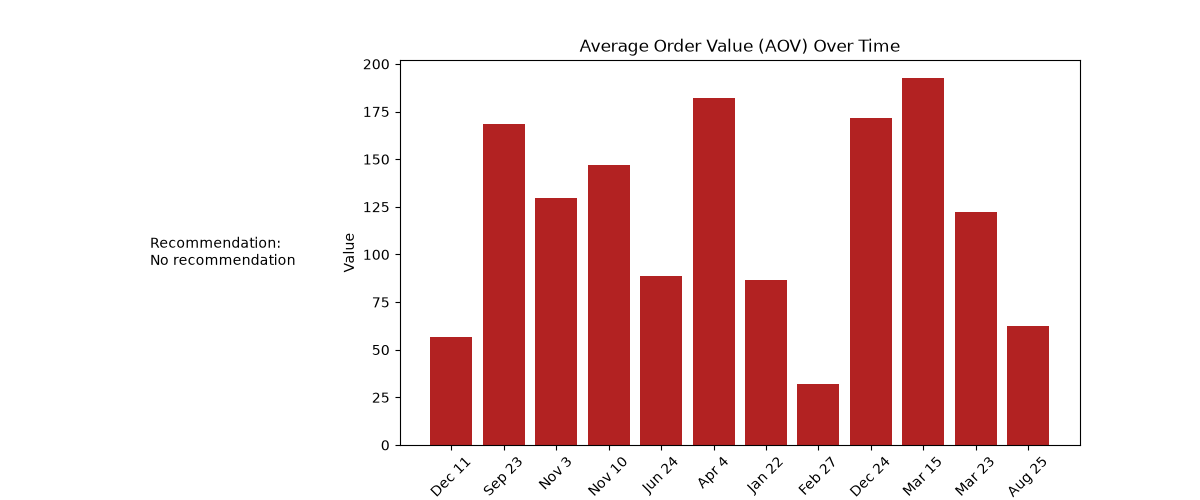 Average Order Value (AOV) Over Time
Recommendation:
No recommendation
Value
200
175
150
125
100
75
50
25
0
Dec 11
Sep 23
Nov 3
Nov 10
Jun 24
Apr 4
Jan 22
Feb 27
Dec 24
Mar 15
Mar 23
Aug 25